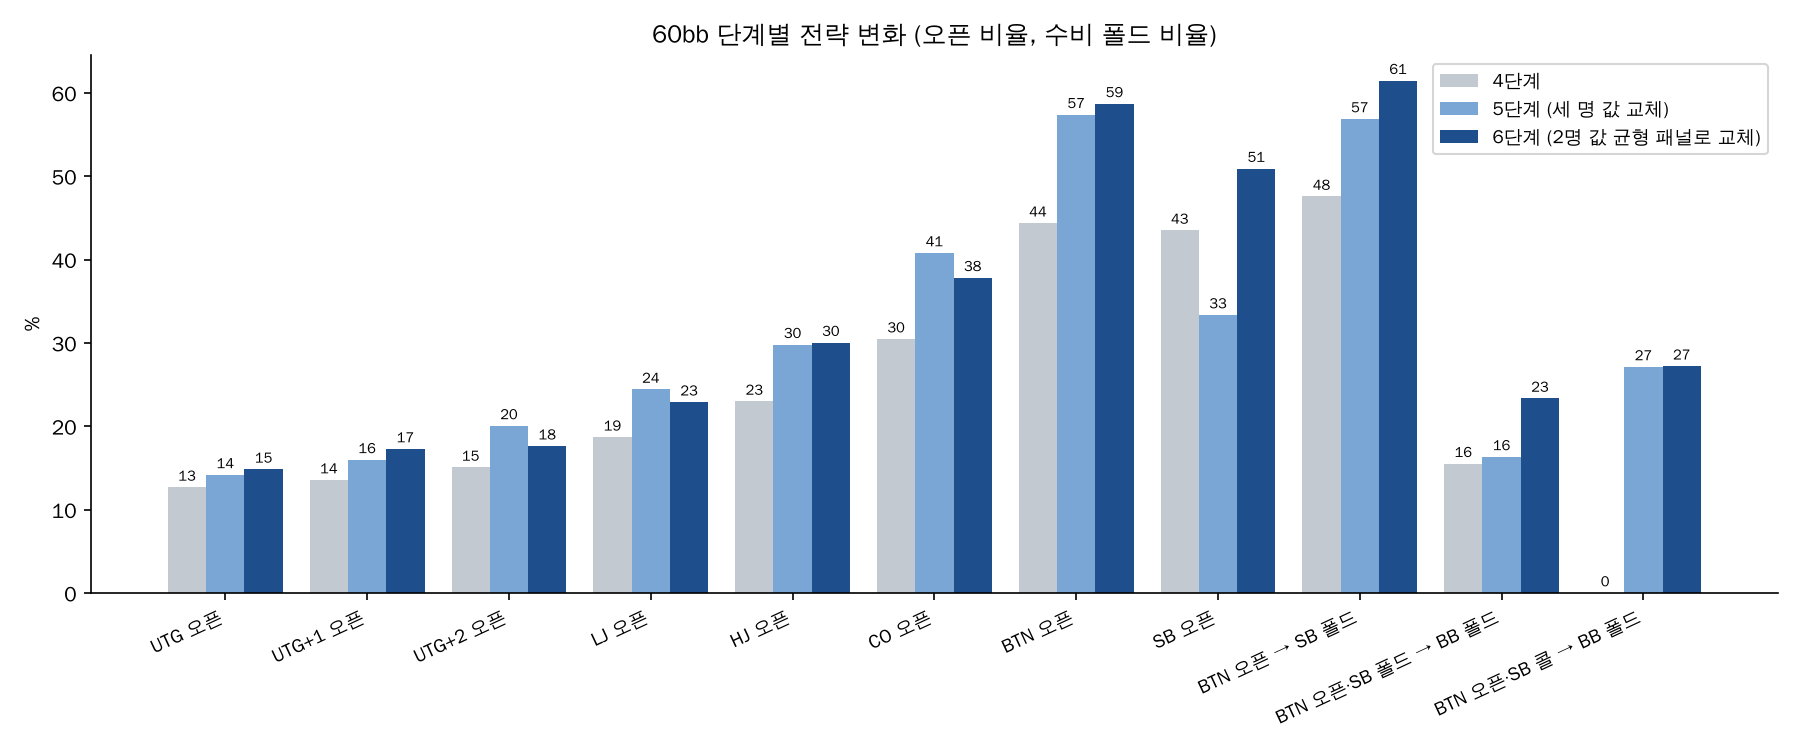 60bb 단계별 전략 변화 (오픈 비율, 수비 폴드 비율)
4단계
5단계 (세 명 값 교체)
6단계 (2명 값 균형 패널로 교체)
%
60
50
40
30
20
10
0
13 14 15
14 16 17
15 20 18
19 24 23
23 30 30
30 41 38
44 57 59
43 33 51
48 57 61
16 16 23
0 27 27
UTG 오픈
UTG+1 오픈
UTG+2 오픈
LJ 오픈
HJ 오픈
CO 오픈
BTN 오픈
SB 오픈
BTN 오픈 → SB 폴드
BTN 오픈·SB 폴드 → BB 폴드
BTN 오픈·SB 콜 → BB 폴드